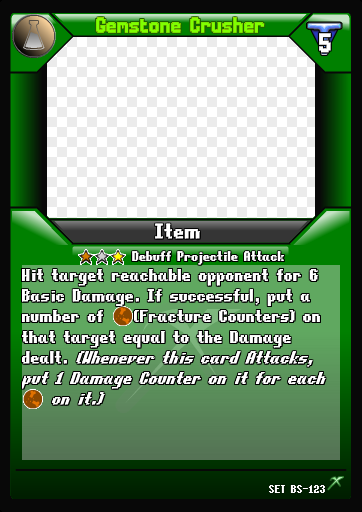 Gemstone Crusher
5
Item
Debuff Projectile Attack
Hit target reachable opponent for 6
Basic Damage. If successful, put a
number of (Fracture Counters) on
that target equal to the Damage
dealt. (Whenever this card Attacks,
put 1 Damage Counter on it for each
on it.)
SET BS-123